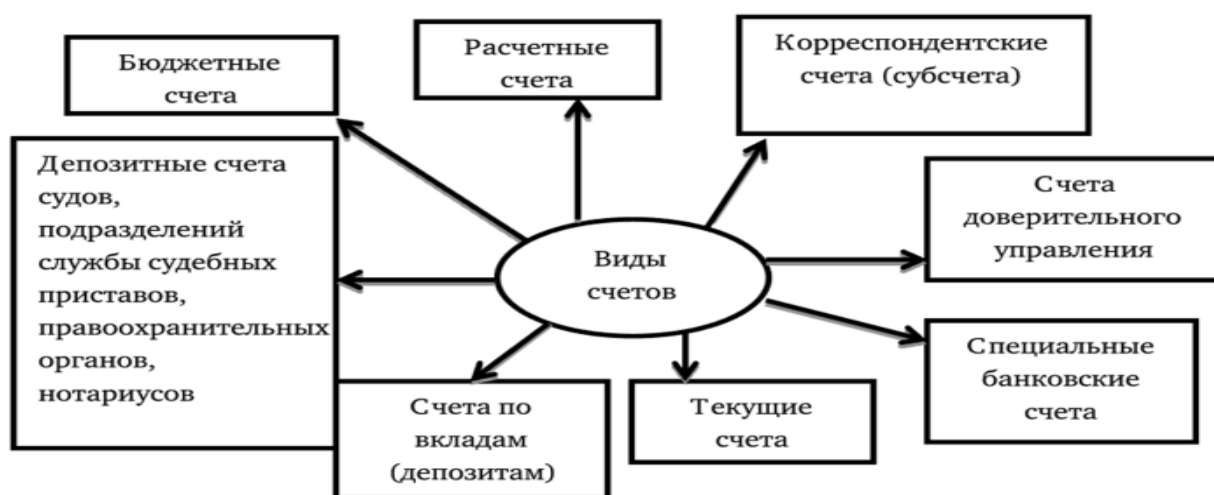 Бюджетные
счета
Расчетные
счета
Корреспондентские
счета (субсчета)
Депозитные счета
судов,
подразделений
службы судебных
приставов,
правоохранительных
органов,
нотариусов
Виды
счетов
Счета
доверительного
управления
Специальные
банковские
счета
Счета по
вкладам
(депозитам)
Текущие
счета